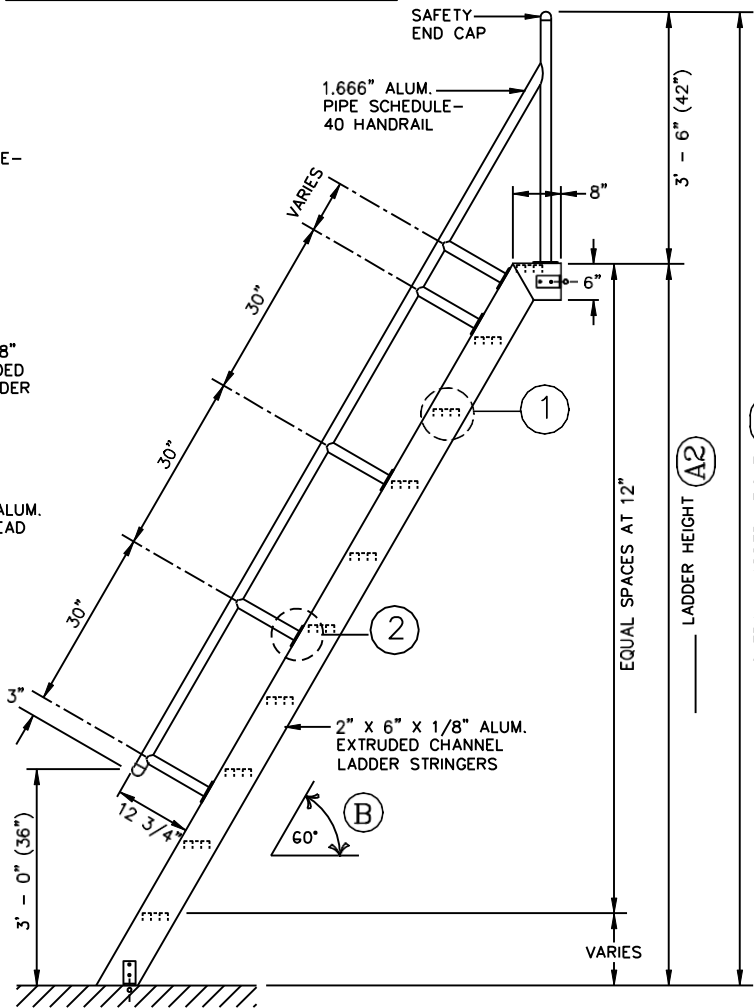 SAFETY
END CAP
1.666" ALUM.
PIPE SCHEDULE-
40 HANDRAIL
3' - 6" (42")
E-
VARIES
8"
6"
30"
8"
DED
DER
1
30"
ALUM.
EAD
EQUAL SPACES AT 12"
LADDER HEIGHT A2
30"
2
3"
2" X 6" X 1/8" ALUM.
EXTRUDED CHANNEL
LADDER STRINGERS
12 3/4"
B
60°
3' - 0" (36")
VARIES